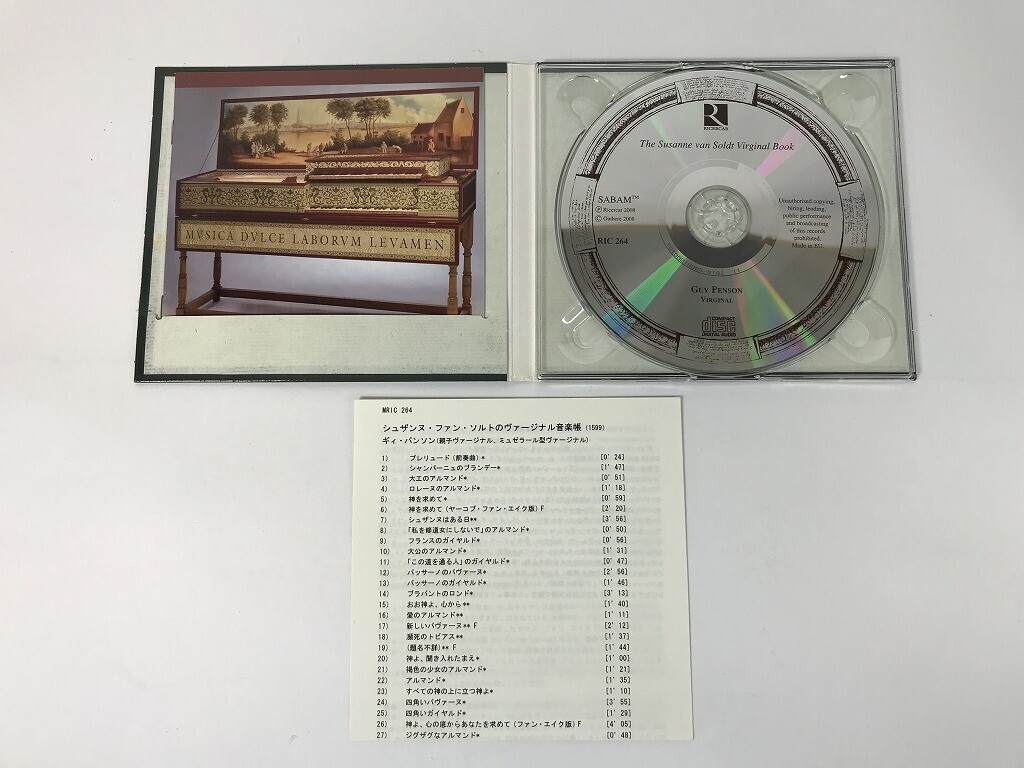 MVSICA DVLCE LABORVM LEVAMEN
R
RICERCAR
The Susanne van Soldt Virginal Book
SABAM™
Ⓟ Ricercar 2008
© Outhere 2008
RIC 264
Unauthorised copying,
hiring, lending,
public performance
and broadcasting
of this records
prohibited.
Made in EU.
GUY PENSON
VIRGINAL
COMPACT
disc
DIGITAL AUDIO
MRIC 264
シュザンヌ・ファン・ソルトのヴァージナル音楽帳 (1599)
ギィ・パンソン(親子ヴァージナル、ミュゼラール型ヴァージナル)
1) プレリュード(前奏曲)* [0' 24]
2) シャンパーニュのブランデー* [1' 47]
3) 大工のアルマンド* [0' 51]
4) ロレーヌのアルマンド* [1' 18]
5) 神を求めて* [0' 59]
6) 神を求めて(ヤーコブ・ファン・エイク版)F [2' 20]
7) シュザンヌはある日** [3' 56]
8) 「私を修道女にしないで」のアルマンド* [0' 50]
9) フランスのガイヤルド* [0' 56]
10) 大公のアルマンド* [1' 31]
11) 「この道を通る人」のガイヤルド* [0' 47]
12) パッサーノのパヴァーヌ* [2' 56]
13) パッサーノのガイヤルド* [1' 46]
14) ブラバントのロンド* [3' 13]
15) おお神よ、心から** [1' 40]
16) 愛のアルマンド** [1' 11]
17) 新しいパヴァーヌ** F [2' 12]
18) 瀕死のトビアス** [1' 37]
19) (題名不詳)** F [1' 44]
20) 神よ、聞き入れたまえ* [1' 00]
21) 褐色の少女のアルマンド* [1' 21]
22) アルマンド* [1' 35]
23) すべての神の上に立つ神よ* [1' 10]
24) 四角いパヴァーヌ* [3' 55]
25) 四角いガイヤルド* [1' 29]
26) 神よ、心の底からあなたを求めて(ファン・エイク版)F [4' 05]
27) ジグザグなアルマンド* [0' 48]